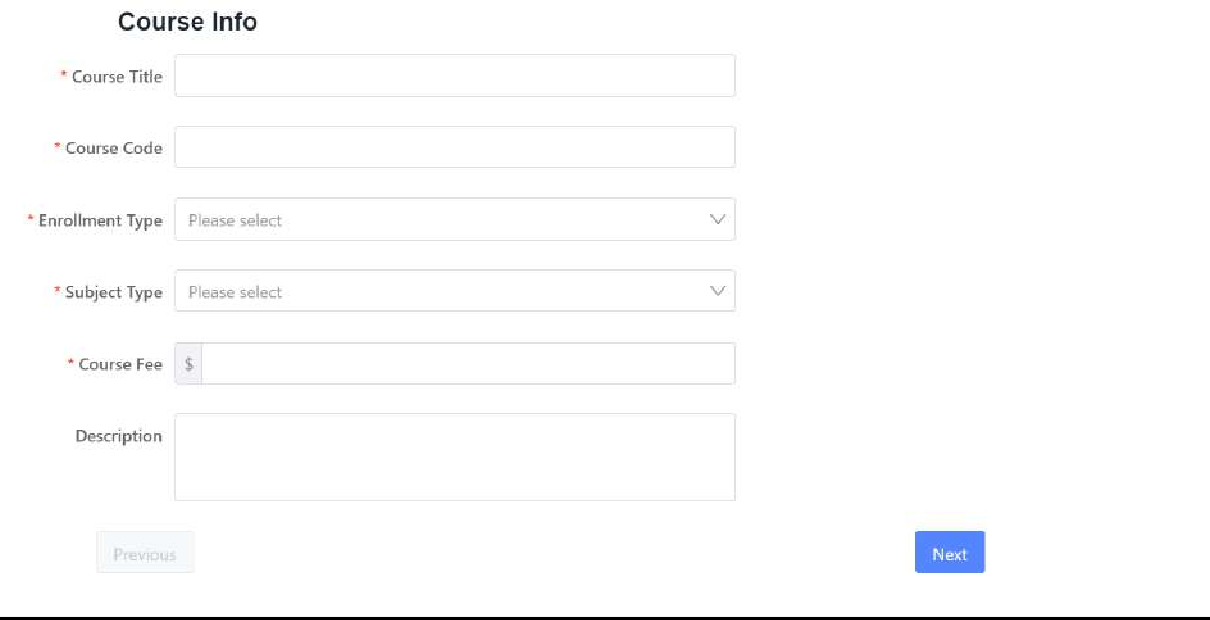 Course Info
* Course Title
* Course Code
* Enrollment Type Please select
* Subject Type Please select
* Course Fee $
Description
Previous Next